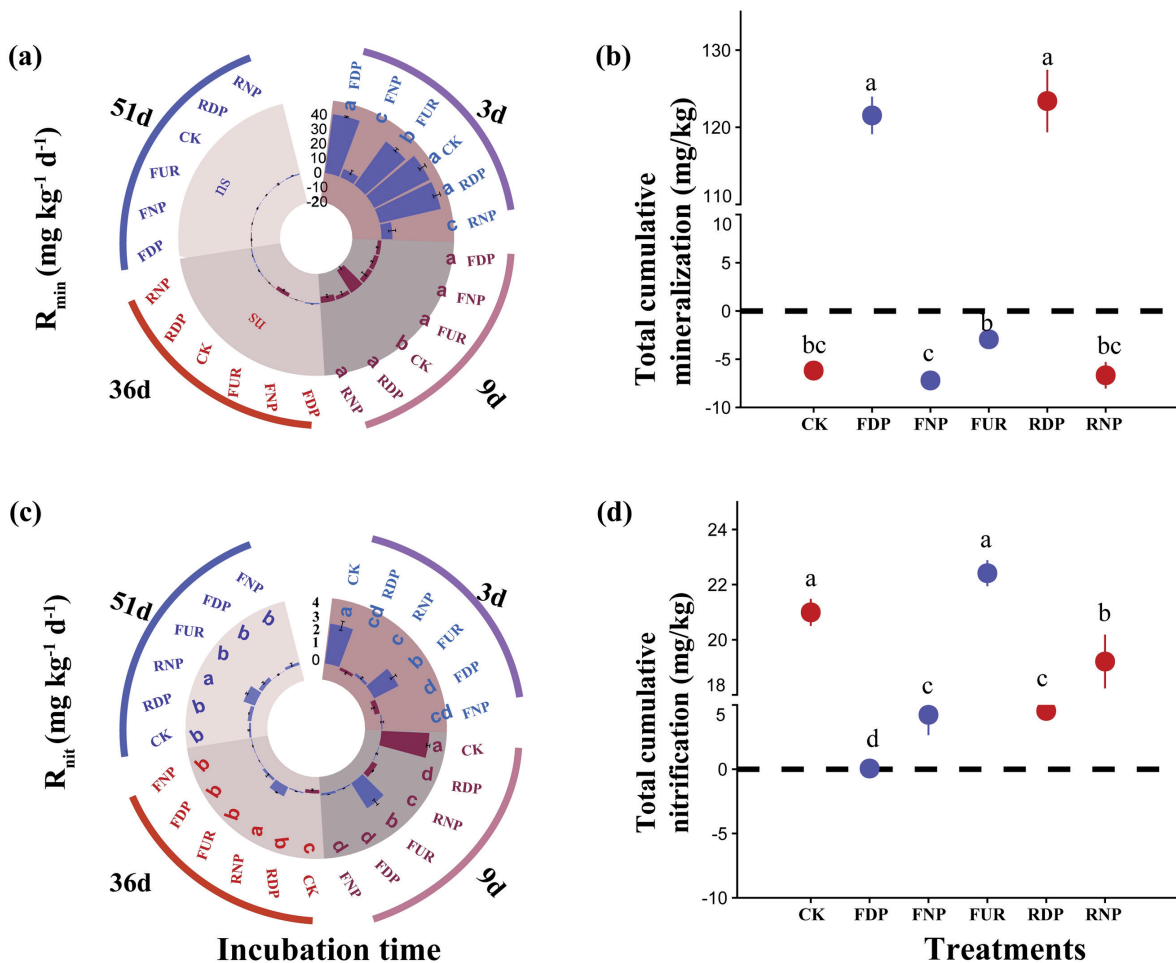 (a)
R_min (mg kg⁻¹ d⁻¹)
51d
3d
9d
36d
RNP
RDP
CK
FUR
FNP
FDP
ns
40
30
20
10
0
-10
-20
FDP
FNP
FUR
CK
RDP
RNP
a
c
b
a
a
c
FDP
FNP
FUR
CK
RDP
RNP
a
a
a
b
a
a
FDP
FNP
FUR
CK
RDP
RNP
ns
(b)
Total cumulative
mineralization (mg/kg)
130
120
110
10
5
0
-5
-10
bc
a
c
b
a
bc
CK FDP FNP FUR RDP RNP
(c)
R_nit (mg kg⁻¹ d⁻¹)
51d
3d
9d
36d
FNP
FDP
FUR
RNP
RDP
CK
b
b
b
a
b
b
4
3
2
1
0
CK
RDP
RNP
FUR
FDP
FNP
a
cd
c
b
d
cd
CK
RDP
RNP
FUR
FDP
FNP
a
d
c
b
d
d
CK
RDP
RNP
FUR
FDP
FNP
c
b
a
b
b
b
Incubation time
(d)
Total cumulative
nitrification (mg/kg)
24
22
20
18
5
0
-5
-10
a
d
c
a
c
b
CK FDP FNP FUR RDP RNP
Treatments